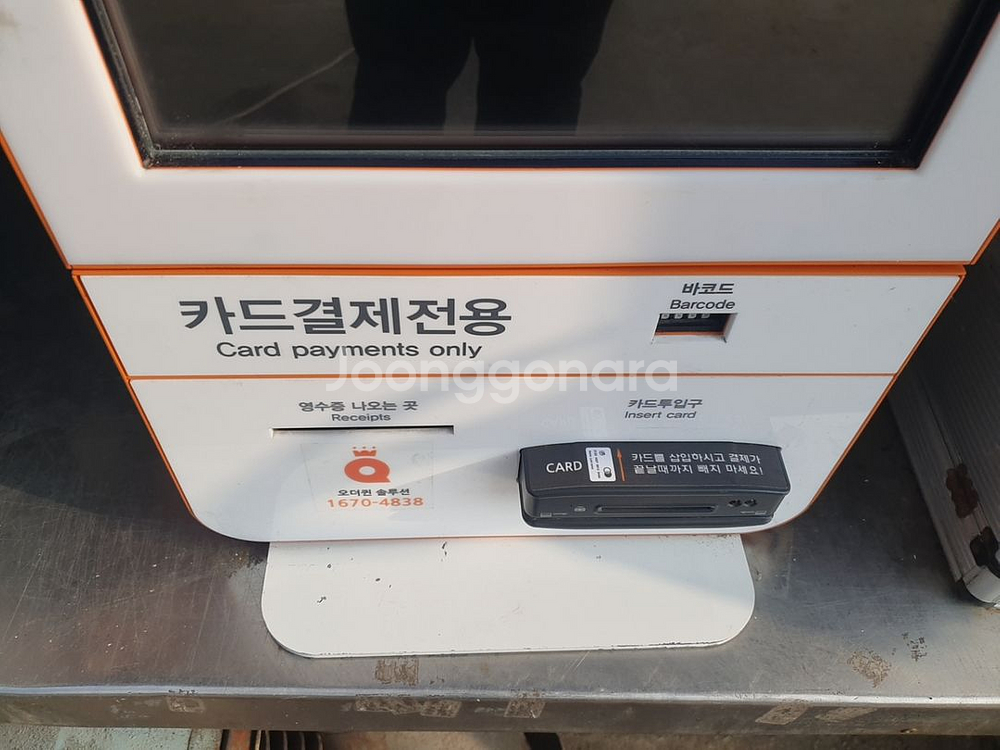 카드결제전용
Card payments only
바코드
Barcode
Joonggonara
영수증 나오는 곳
Receipts
카드투입구
Insert card
오더퀸 솔루션
1670-4838
CARD
카드를 삽입하시고 결제가
끝날때까지 빼지 마세요!